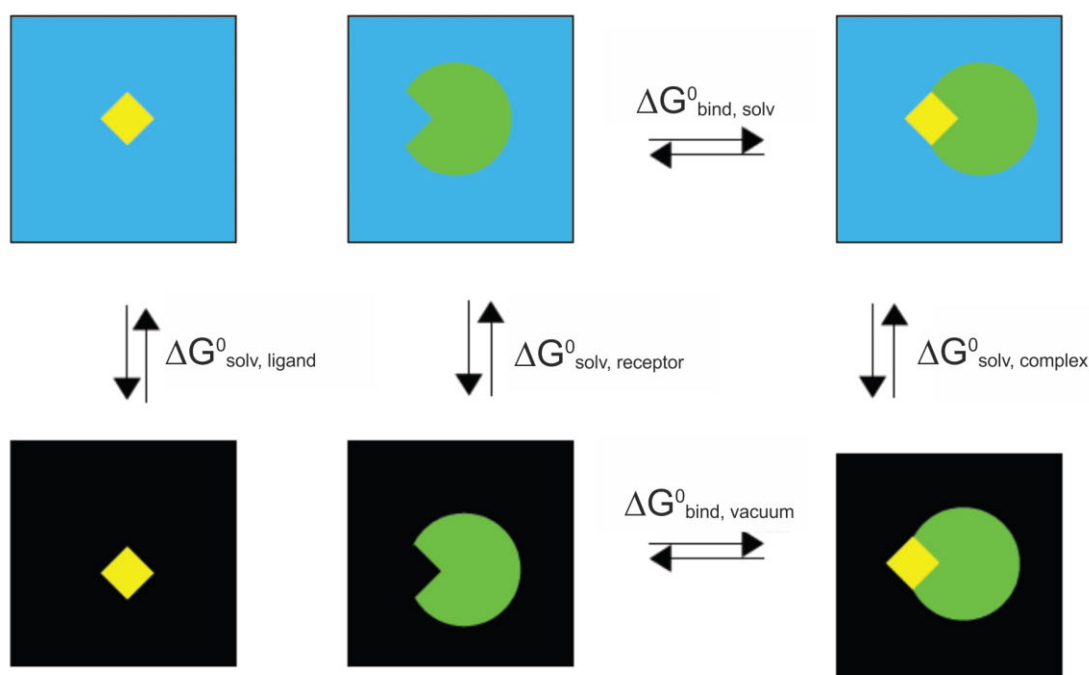 ΔG⁰bind, solv
ΔG⁰solv, ligand
ΔG⁰solv, receptor
ΔG⁰solv, complex
ΔG⁰bind, vacuum